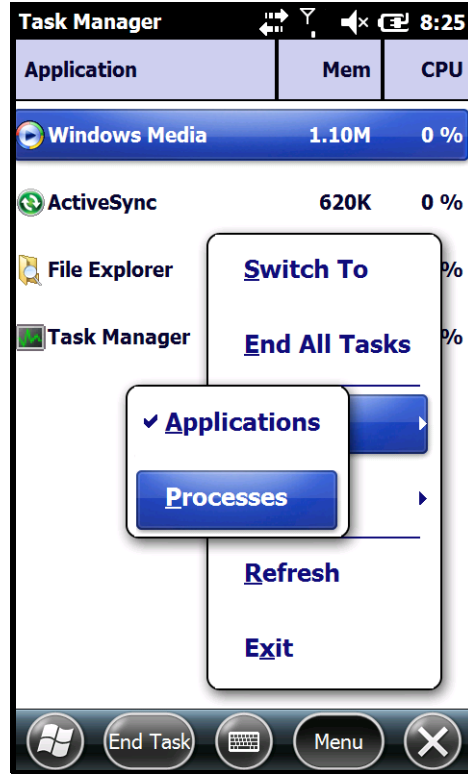 Task Manager 8:25
Application Mem CPU
Windows Media 1.10M 0 %
ActiveSync 620K 0 %
File Explorer %
Task Manager %
Switch To
End All Tasks
Applications
Processes
Refresh
Exit
End Task Menu